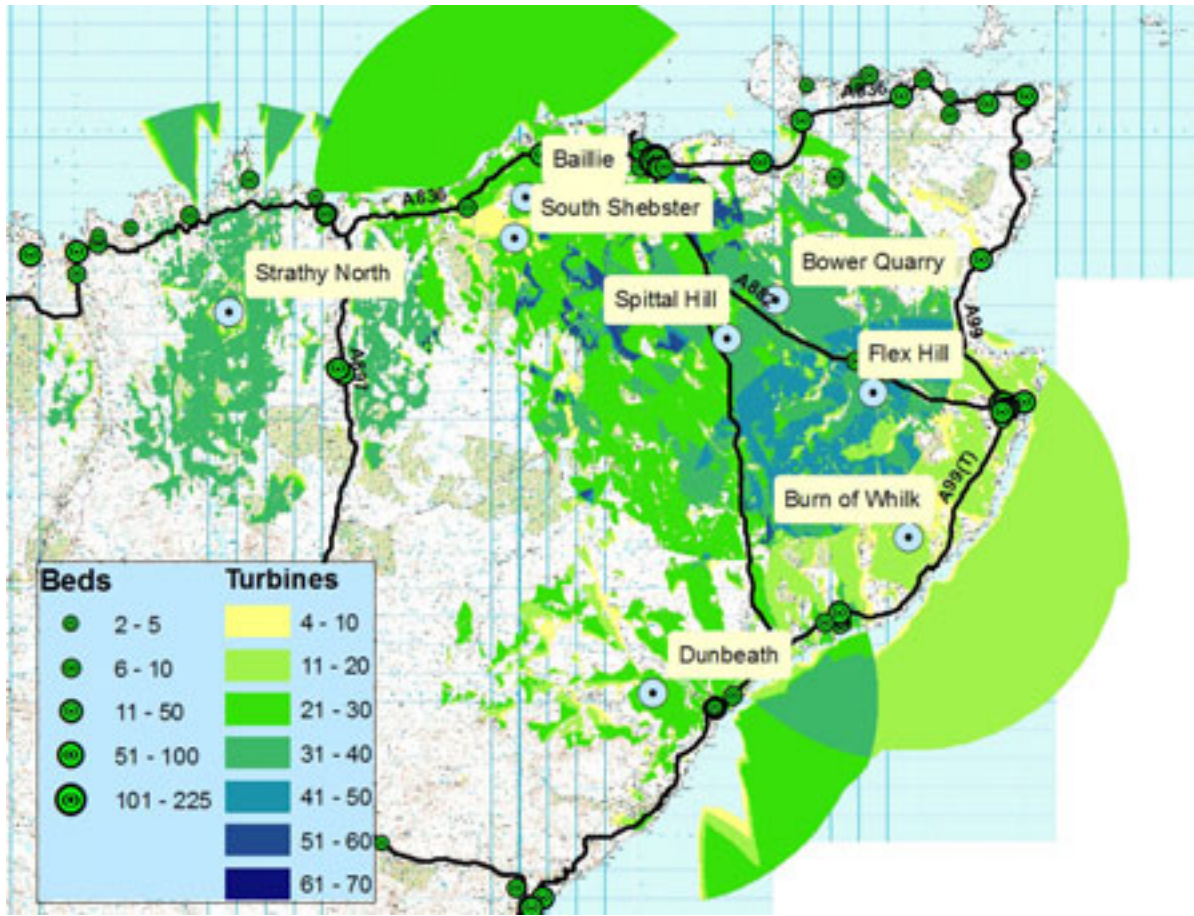 A836
Baillie
A836
South Shebster
Strathy North
Bower Quarry
Spittal Hill
A882
A99
Flex Hill
A897
Burn of Whilk
A99(T)
Dunbeath
Beds
2 - 5
6 - 10
11 - 50
51 - 100
101 - 225
Turbines
4 - 10
11 - 20
21 - 30
31 - 40
41 - 50
51 - 60
61 - 70